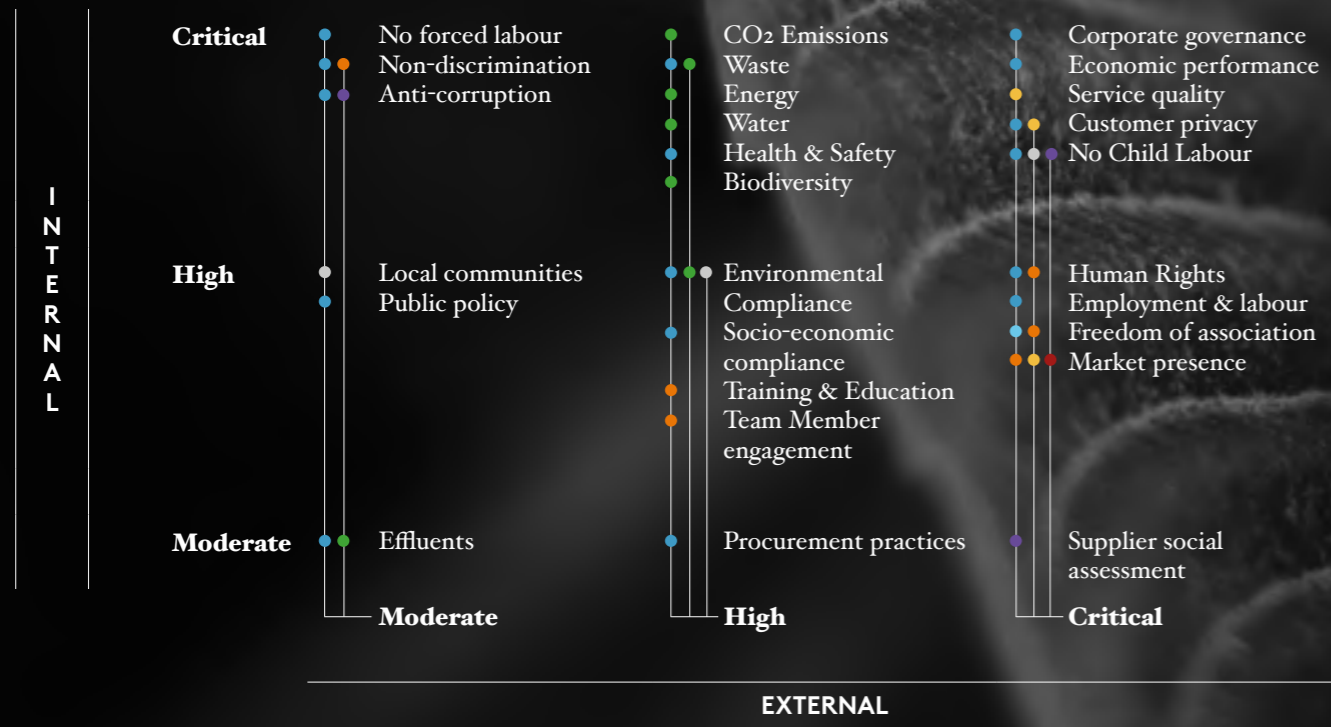 INTERNAL
Critical
No forced labour
Non-discrimination
Anti-corruption
CO2 Emissions
Waste
Energy
Water
Health & Safety
Biodiversity
Corporate governance
Economic performance
Service quality
Customer privacy
No Child Labour
High
Local communities
Public policy
Environmental
Compliance
Socio-economic
compliance
Training & Education
Team Member
engagement
Human Rights
Employment & labour
Freedom of association
Market presence
Moderate
Effluents
Procurement practices
Supplier social
assessment
Moderate
High
Critical
EXTERNAL